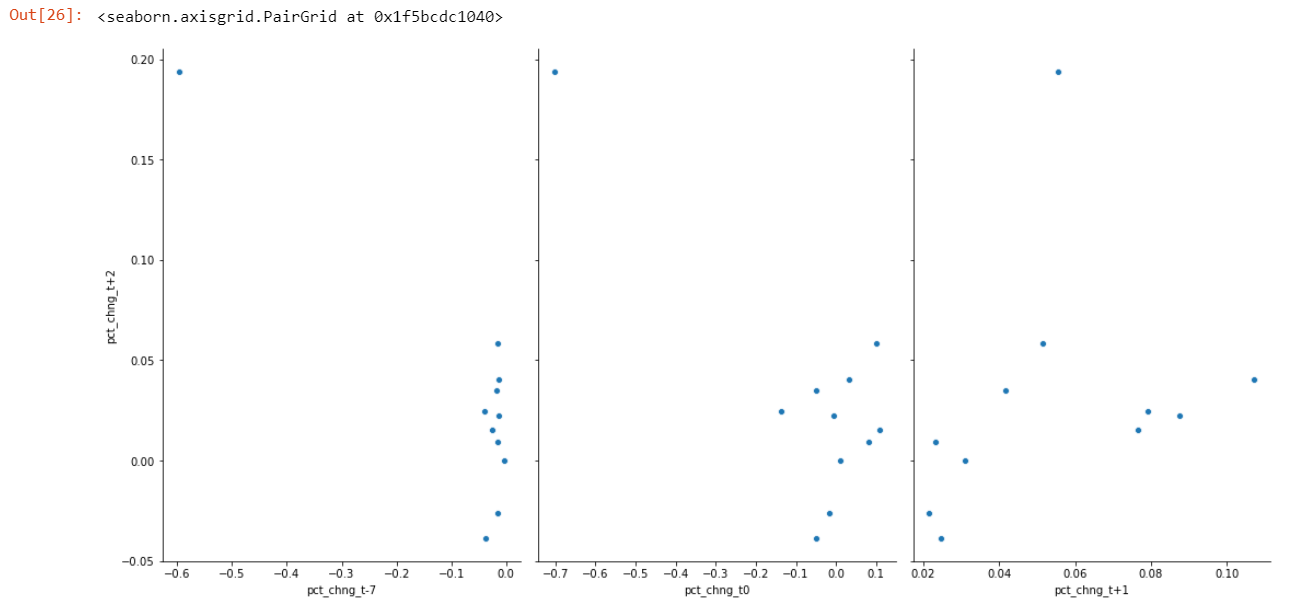 Out[26]: <seaborn.axisgrid.PairGrid at 0x1f5bcdc1040>
0.20
0.15
0.10
0.05
0.00
−0.05
pct_chng_t+2
−0.6 −0.5 −0.4 −0.3 −0.2 −0.1 0.0
pct_chng_t-7
−0.7 −0.6 −0.5 −0.4 −0.3 −0.2 −0.1 0.0 0.1
pct_chng_t0
0.02 0.04 0.06 0.08 0.10
pct_chng_t+1